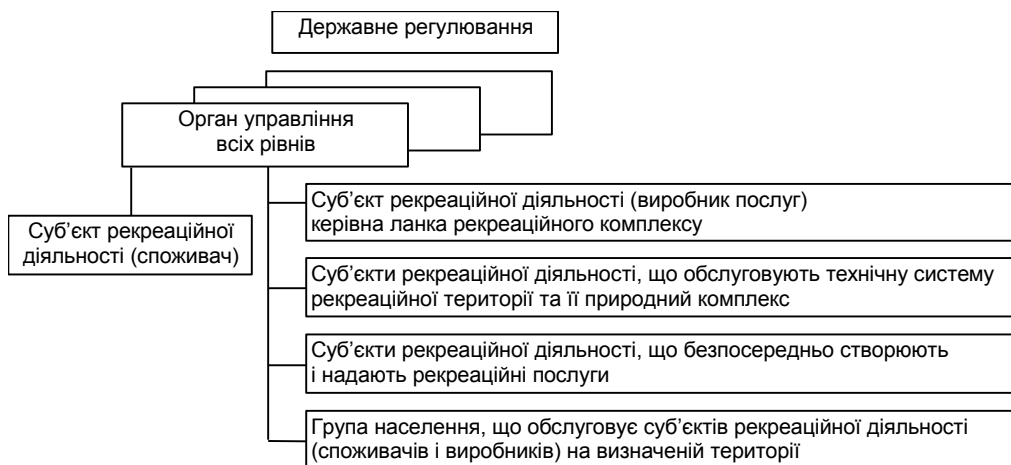 Державне регулювання
Орган управління
всіх рівнів
Суб’єкт рекреаційної
діяльності (споживач)
Суб’єкт рекреаційної діяльності (виробник послуг)
керівна ланка рекреаційного комплексу
Суб’єкти рекреаційної діяльності, що обслуговують технічну систему
рекреаційної території та її природний комплекс
Суб’єкти рекреаційної діяльності, що безпосередньо створюють
і надають рекреаційні послуги
Група населення, що обслуговує суб’єктів рекреаційної діяльності
(споживачів і виробників) на визначеній території